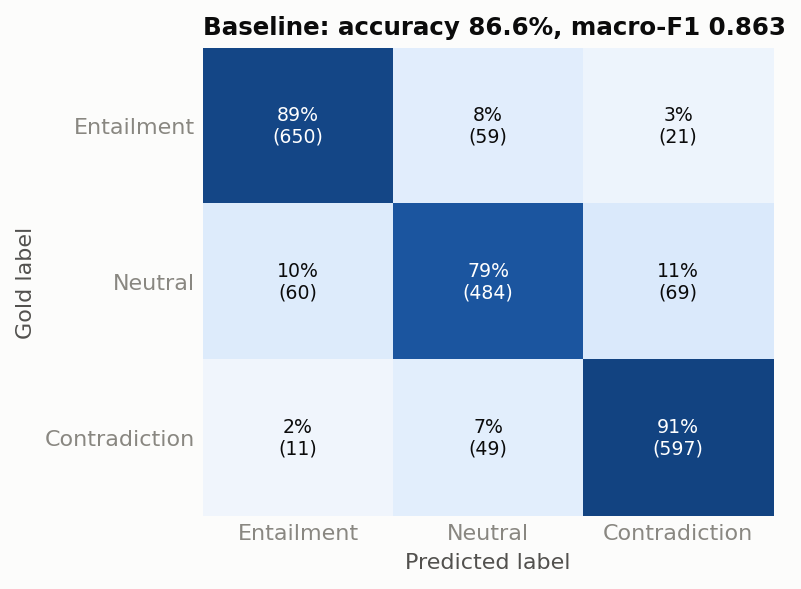 Baseline: accuracy 86.6%, macro-F1 0.863
Gold label
Entailment
89%
(650)
8%
(59)
3%
(21)
Neutral
10%
(60)
79%
(484)
11%
(69)
Contradiction
2%
(11)
7%
(49)
91%
(597)
Entailment
Neutral
Contradiction
Predicted label